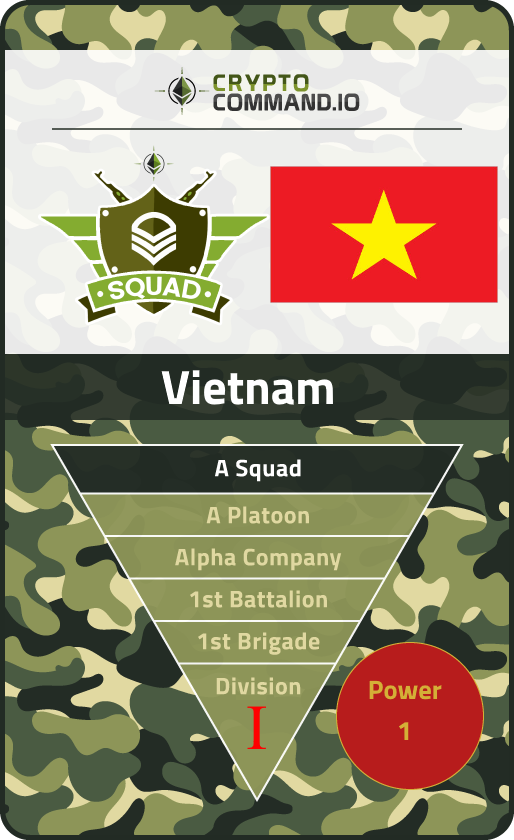 CRYPTO
COMMAND.IO
SQUAD
Vietnam
A Squad
A Platoon
Alpha Company
1st Battalion
1st Brigade
Division
I
Power
1